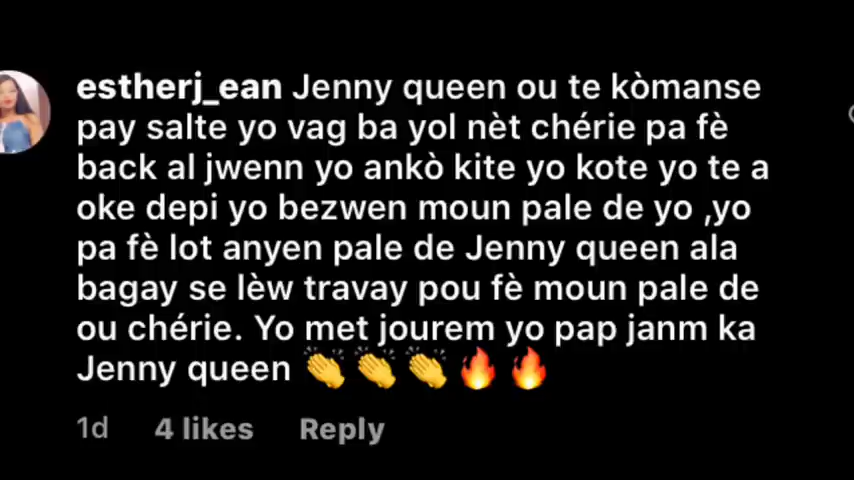 estherj_ean Jenny queen ou te kòmanse
pay salte yo vag ba yol nèt chérie pa fè
back al jwenn yo ankò kite yo kote yo te a
oke depi yo bezwen moun pale de yo ,yo
pa fè lot anyen pale de Jenny queen ala
bagay se lèw travay pou fè moun pale de
ou chérie. Yo met jourem yo pap janm ka
Jenny queen 👏👏👏🔥🔥
1d 4 likes Reply